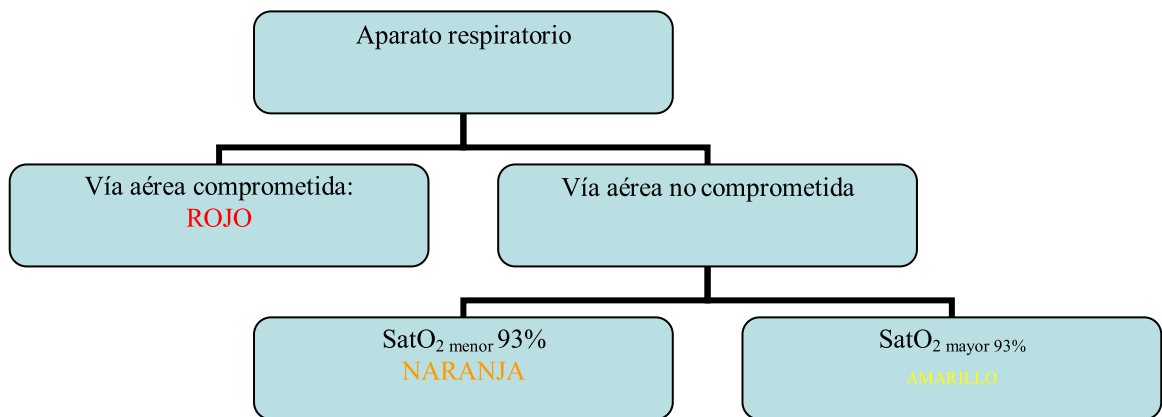 Aparato respiratorio
Vía aérea comprometida:
ROJO
Vía aérea no comprometida
SatO2 menor 93%
NARANJA
SatO2 mayor 93%
AMARILLO